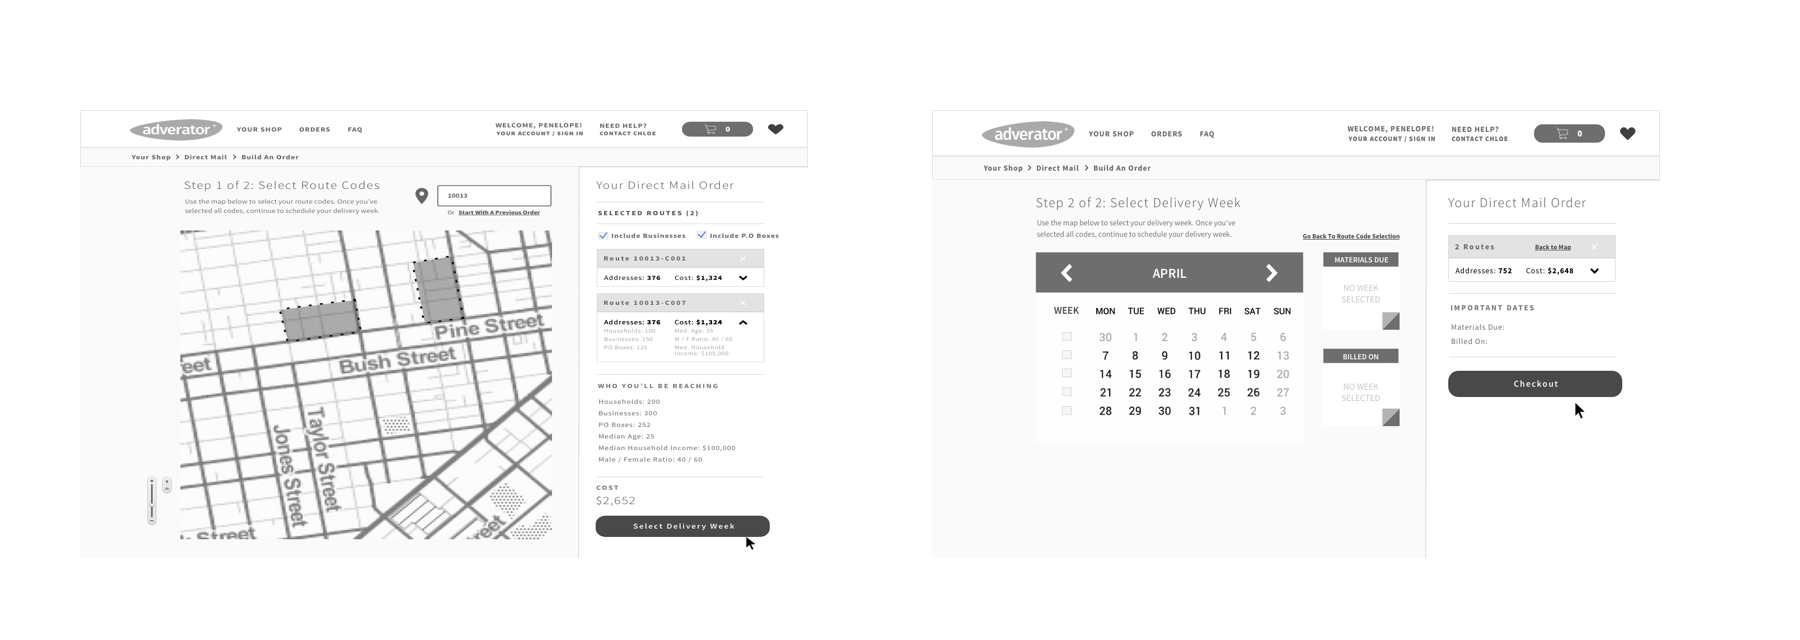 adverator
YOUR SHOP ORDERS FAQ
WELCOME, PENELOPE!
YOUR ACCOUNT / SIGN IN
NEED HELP?
CONTACT CHLOE
0
Your Shop > Direct Mail > Build An Order
Step 1 of 2: Select Route Codes
Use the map below to select your route codes. Once you've
selected all codes, continue to schedule your delivery week.
10013
Or Start With A Previous Order
Pine Street
Bush Street
eet
Taylor Street
Jones Street
Street
reet
Your Direct Mail Order
SELECTED ROUTES (2)
Include Businesses Include P.O Boxes
Route 10013-C001
Addresses: 376 Cost: $1,324
Route 10013-C007
Addresses: 376 Cost: $1,324
Households: 100 Med. Age: 35
Businesses: 150 M / F Ratio: 40 / 60
PO Boxes: 126 Med. Household
Income: $100,000
WHO YOU'LL BE REACHING
Households: 200
Businesses: 300
PO Boxes: 252
Median Age: 25
Median Household Income: $100,000
Male / Female Ratio: 40 / 60
COST
$2,652
Select Delivery Week
adverator
YOUR SHOP ORDERS FAQ
WELCOME, PENELOPE!
YOUR ACCOUNT / SIGN IN
NEED HELP?
CONTACT CHLOE
0
Your Shop > Direct Mail > Build An Order
Step 2 of 2: Select Delivery Week
Use the map below to select your delivery week. Once you've
selected all codes, continue to schedule your delivery week.
Go Back To Route Code Selection
APRIL
WEEK MON TUE WED THU FRI SAT SUN
30 1 2 3 4 5 6
7 8 9 10 11 12 13
14 15 16 17 18 19 20
21 22 23 24 25 26 27
28 29 30 31 1 2 3
MATERIALS DUE
NO WEEK
SELECTED
BILLED ON
NO WEEK
SELECTED
Your Direct Mail Order
2 Routes Back to Map
Addresses: 752 Cost: $2,648
IMPORTANT DATES
Materials Due:
Billed On:
Checkout